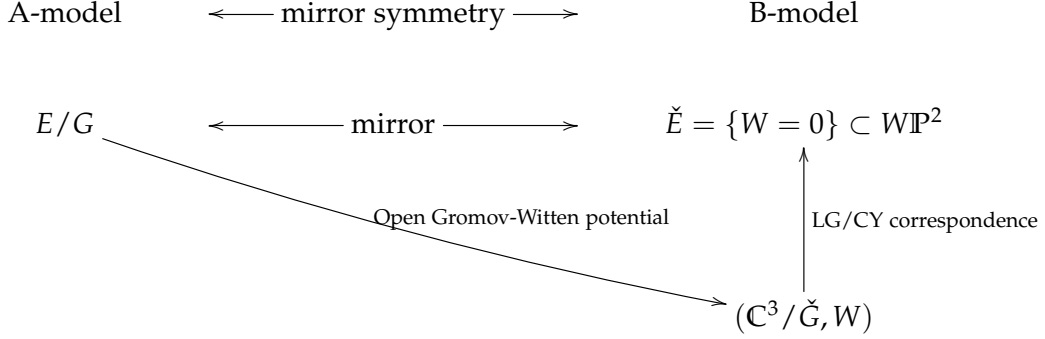 A-model mirror symmetry B-model
E/G mirror Ě = {W = 0} ⊂ Wℙ²
Open Gromov-Witten potential LG/CY correspondence
(ℂ³/Ǧ, W)